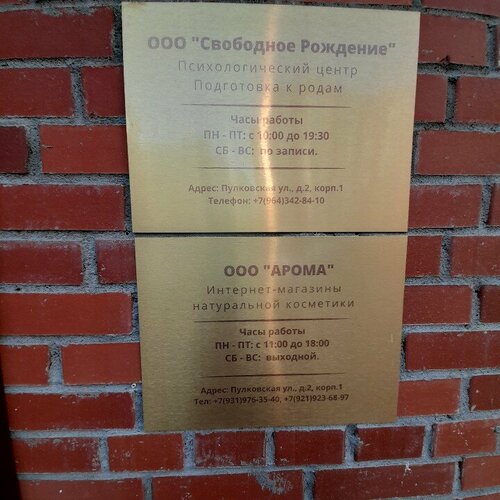 ООО "Свободное Рождение"
Психологический центр
Подготовка к родам
Часы работы
ПН - ПТ: с 10:00 до 19:30
СБ - ВС: по записи.
Адрес: Пулковская ул., д.2, корп.1
Телефон: +7(964)342-84-10
ООО "АРОМА"
Интернет-магазины
натуральной косметики
Часы работы
ПН - ПТ: с 11:00 до 18:00
СБ - ВС: выходной.
Адрес: Пулковская ул., д.2, корп.1
Тел: +7(931)976-35-40, +7(921)923-68-97